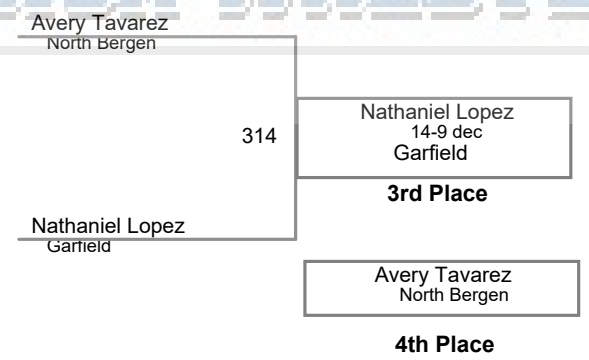 Avery Tavarez
North Bergen
314
Nathaniel Lopez
14-9 dec
Garfield
3rd Place
Nathaniel Lopez
Garfield
Avery Tavarez
North Bergen
4th Place